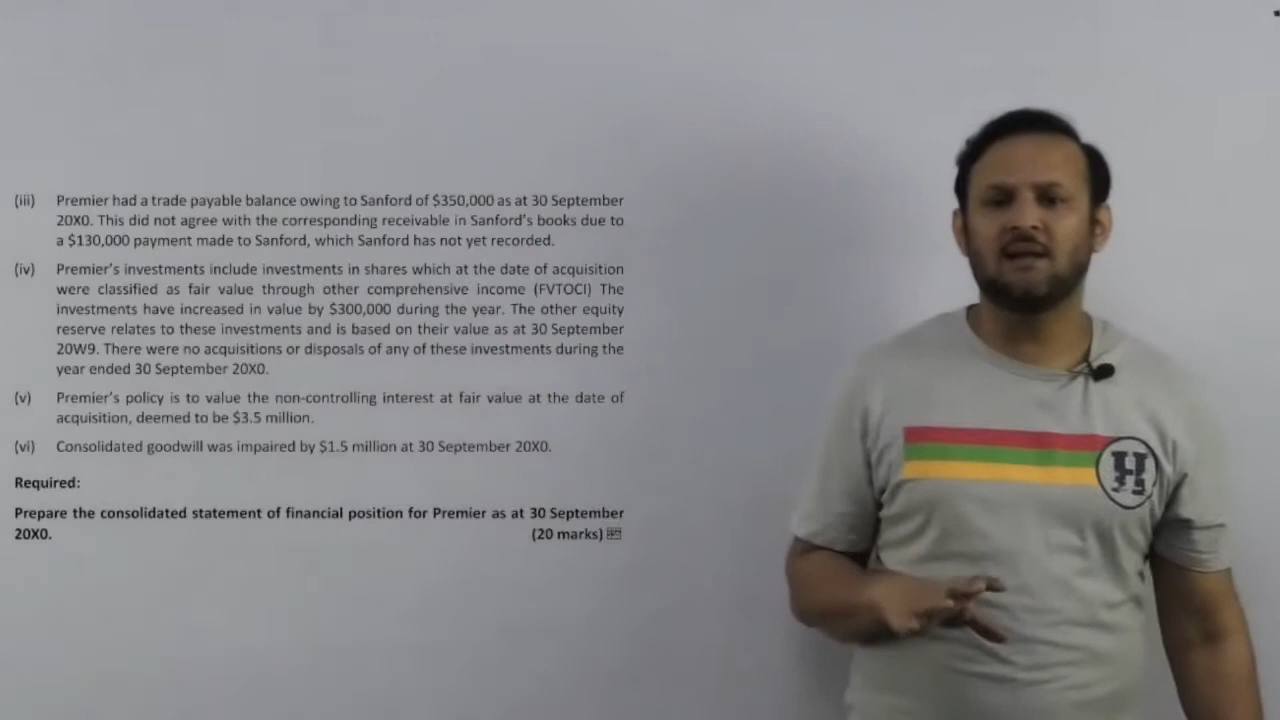 (iii) Premier had a trade payable balance owing to Sanford of $350,000 as at 30 September
20X0. This did not agree with the corresponding receivable in Sanford's books due to
a $130,000 payment made to Sanford, which Sanford has not yet recorded.
(iv) Premier's investments include investments in shares which at the date of acquisition
were classified as fair value through other comprehensive income (FVTOCI) The
investments have increased in value by $300,000 during the year. The other equity
reserve relates to these investments and is based on their value as at 30 September
20W9. There were no acquisitions or disposals of any of these investments during the
year ended 30 September 20X0.
(v) Premier's policy is to value the non-controlling interest at fair value at the date of
acquisition, deemed to be $3.5 million.
(vi) Consolidated goodwill was impaired by $1.5 million at 30 September 20X0.
Required:
Prepare the consolidated statement of financial position for Premier as at 30 September
20X0. (20 marks)
H